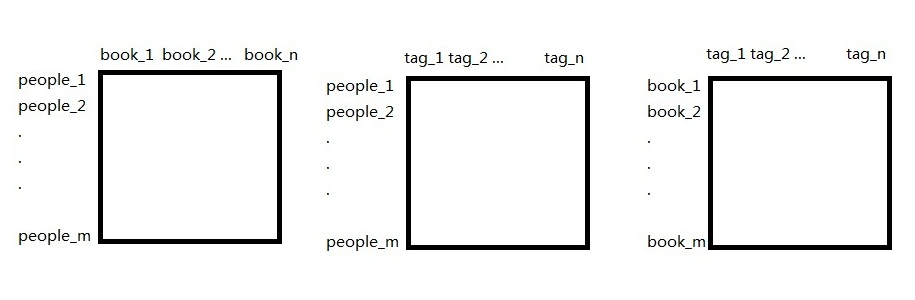 book_1 book_2 ... book_n
people_1
people_2
.
.
.
people_m
tag_1 tag_2 ... tag_n
people_1
people_2
.
.
.
people_m
tag_1 tag_2 ... tag_n
book_1
book_2
.
.
.
book_m